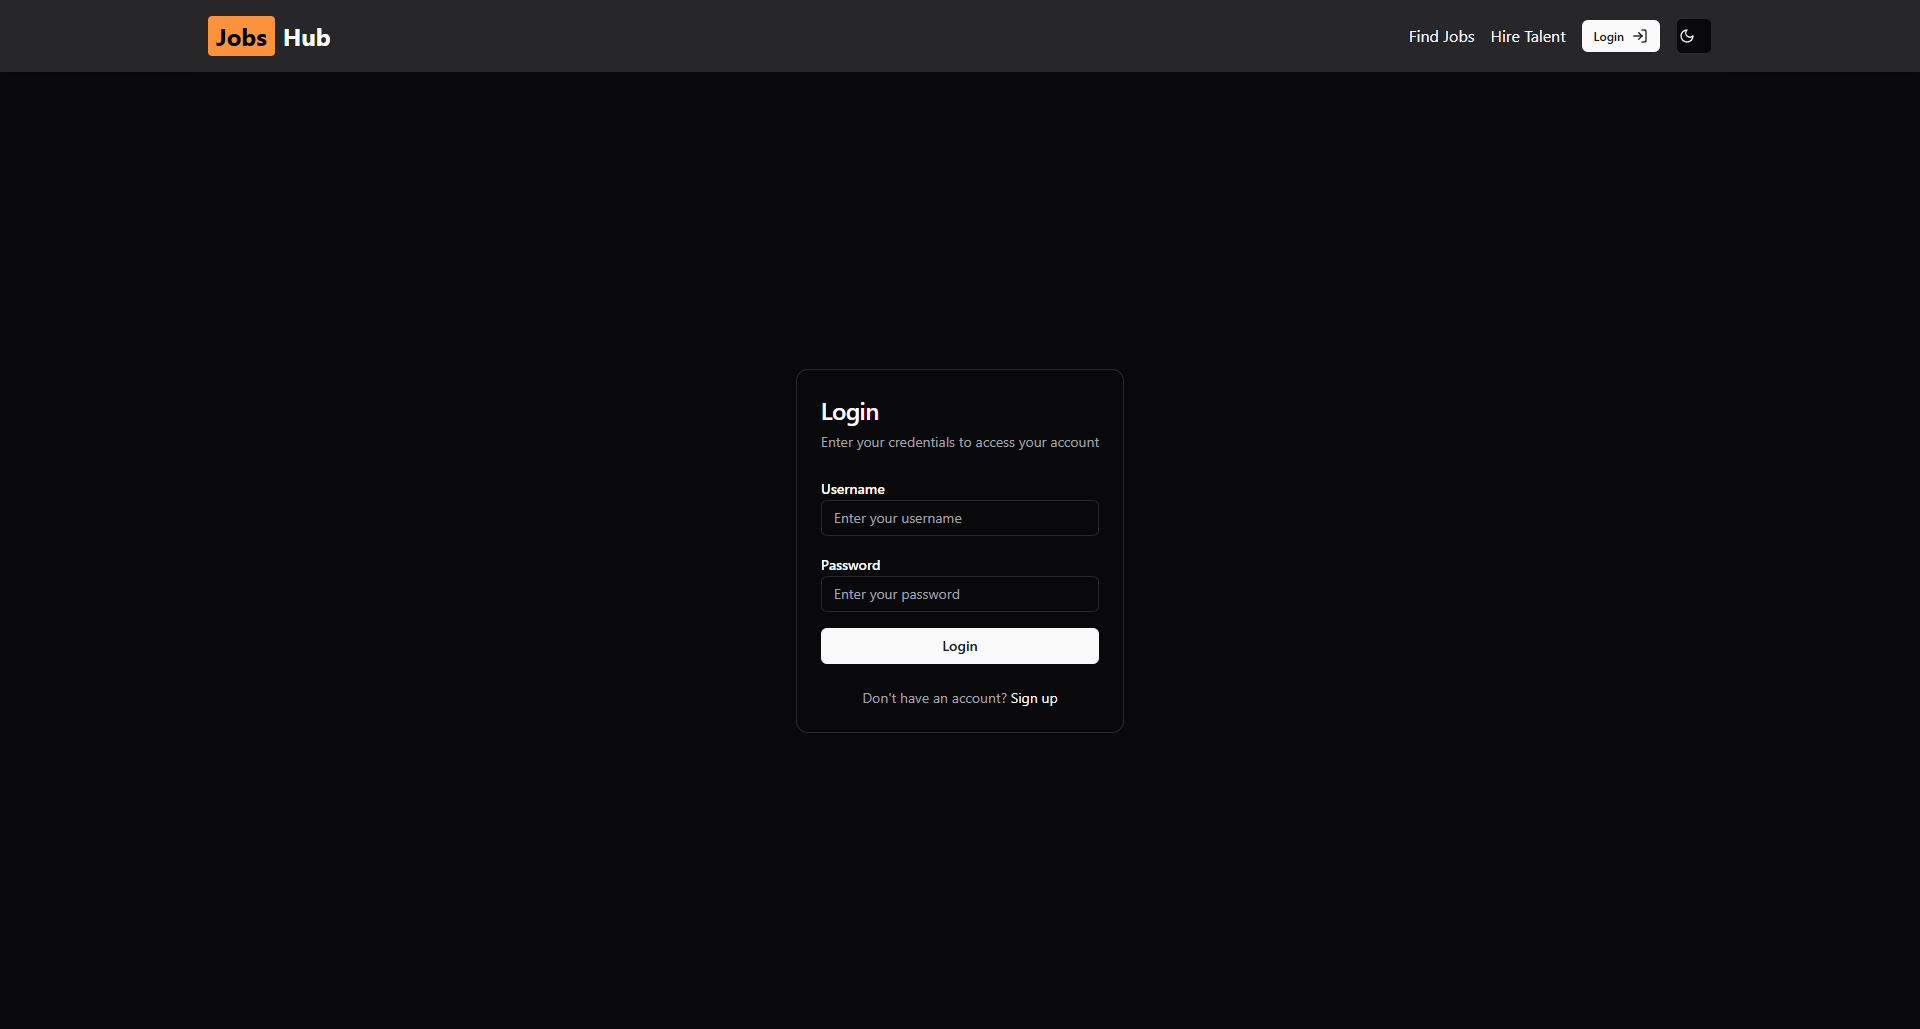 Jobs Hub
Find Jobs
Hire Talent
Login
Login
Enter your credentials to access your account
Username
Enter your username
Password
Enter your password
Login
Don't have an account? Sign up